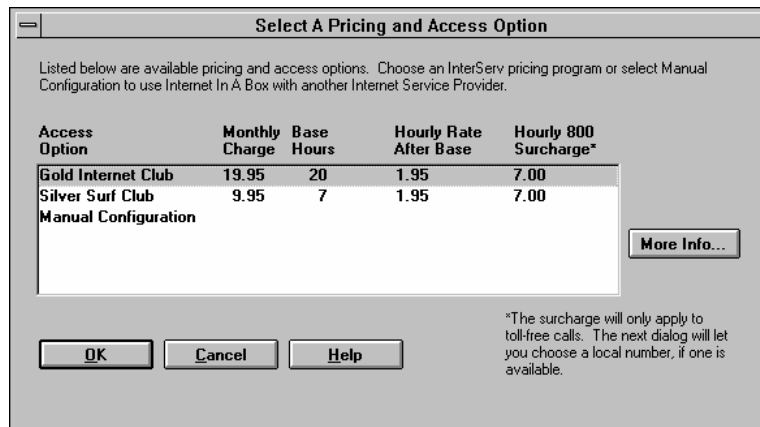 Select A Pricing and Access Option
Listed below are available pricing and access options. Choose an InterServ pricing program or select Manual
Configuration to use Internet In A Box with another Internet Service Provider.
Access Monthly Base Hourly Rate Hourly 800
Option Charge Hours After Base Surcharge*
Gold Internet Club 19.95 20 1.95 7.00
Silver Surf Club 9.95 7 1.95 7.00
Manual Configuration
More Info...
*The surcharge will only apply to
toll-free calls. The next dialog will let
you choose a local number, if one is
available.
OK Cancel Help